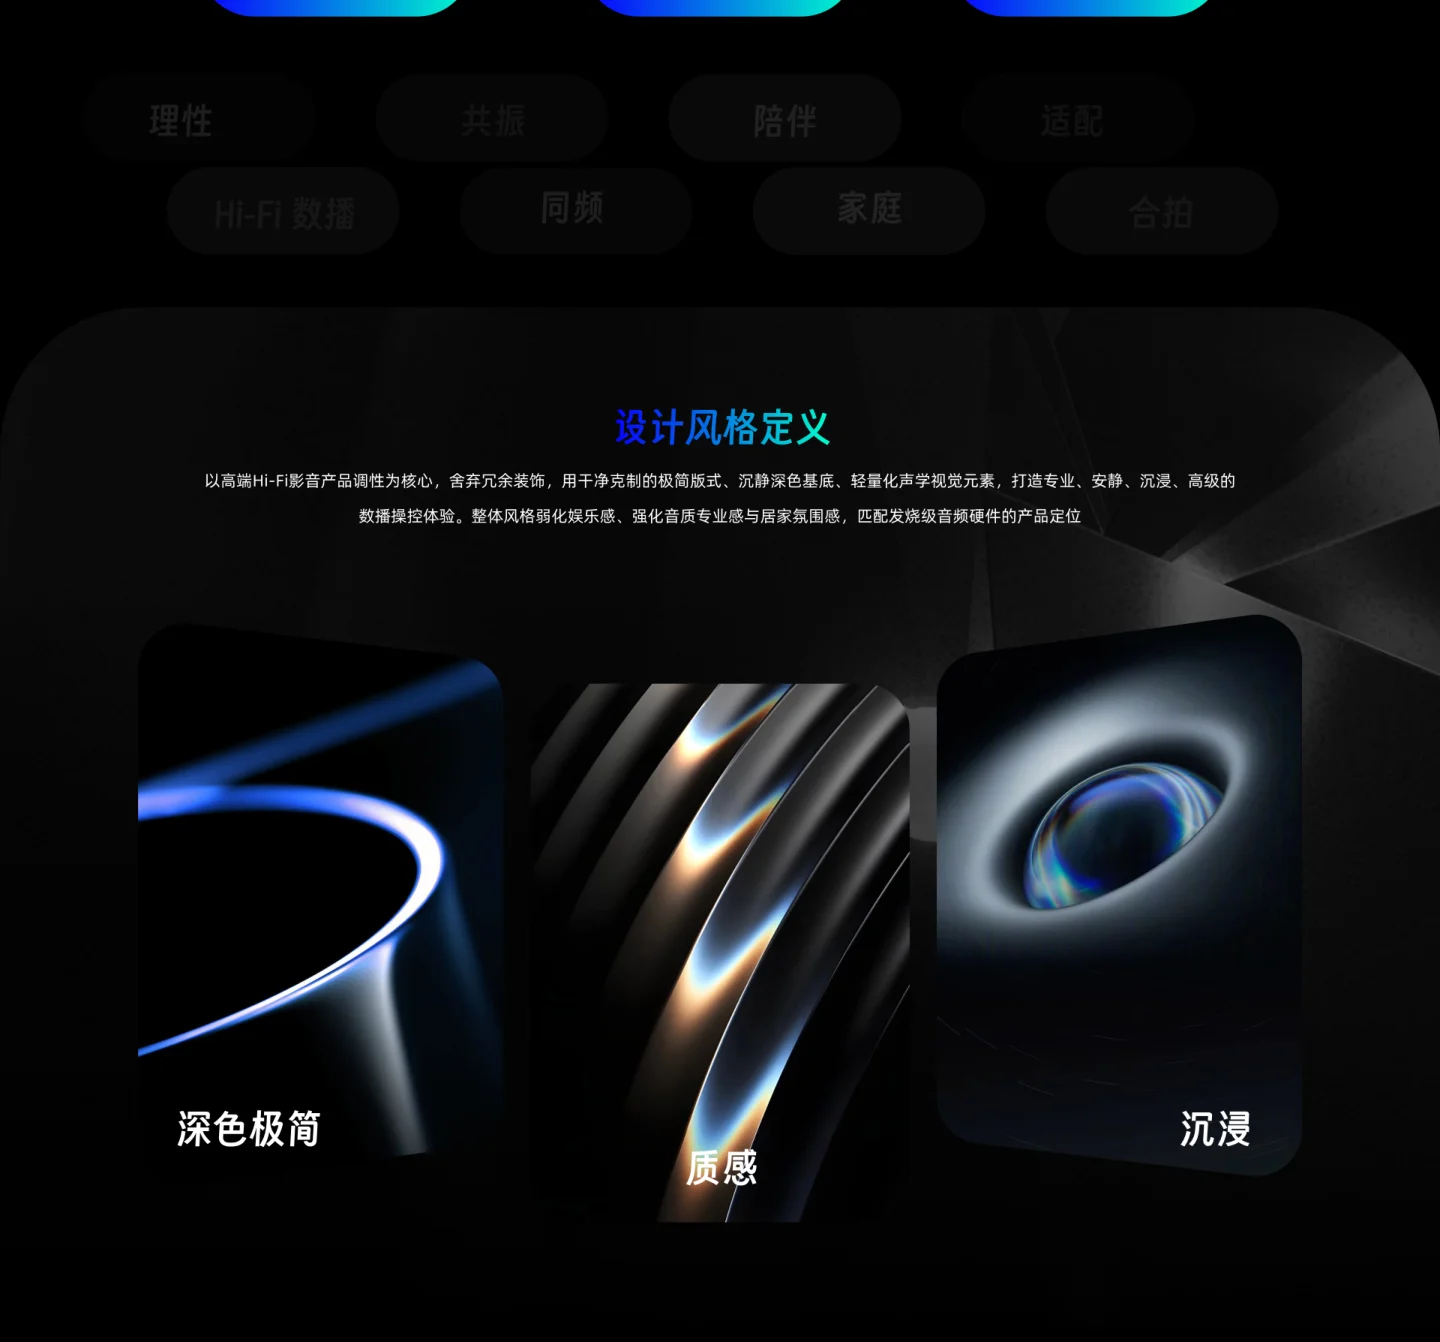 理性
共振
陪伴
适配
Hi-Fi 数播
同频
家庭
合拍
设计风格定义
以高端Hi-Fi影音产品调性为核心，舍弃冗余装饰，用干净克制的极简版式、沉静深色基底、轻量化声学视觉元素，打造专业、安静、沉浸、高级的
数播操控体验。整体风格弱化娱乐感、强化音质专业感与居家氛围感，匹配发烧级音频硬件的产品定位
深色极简
质感
沉浸